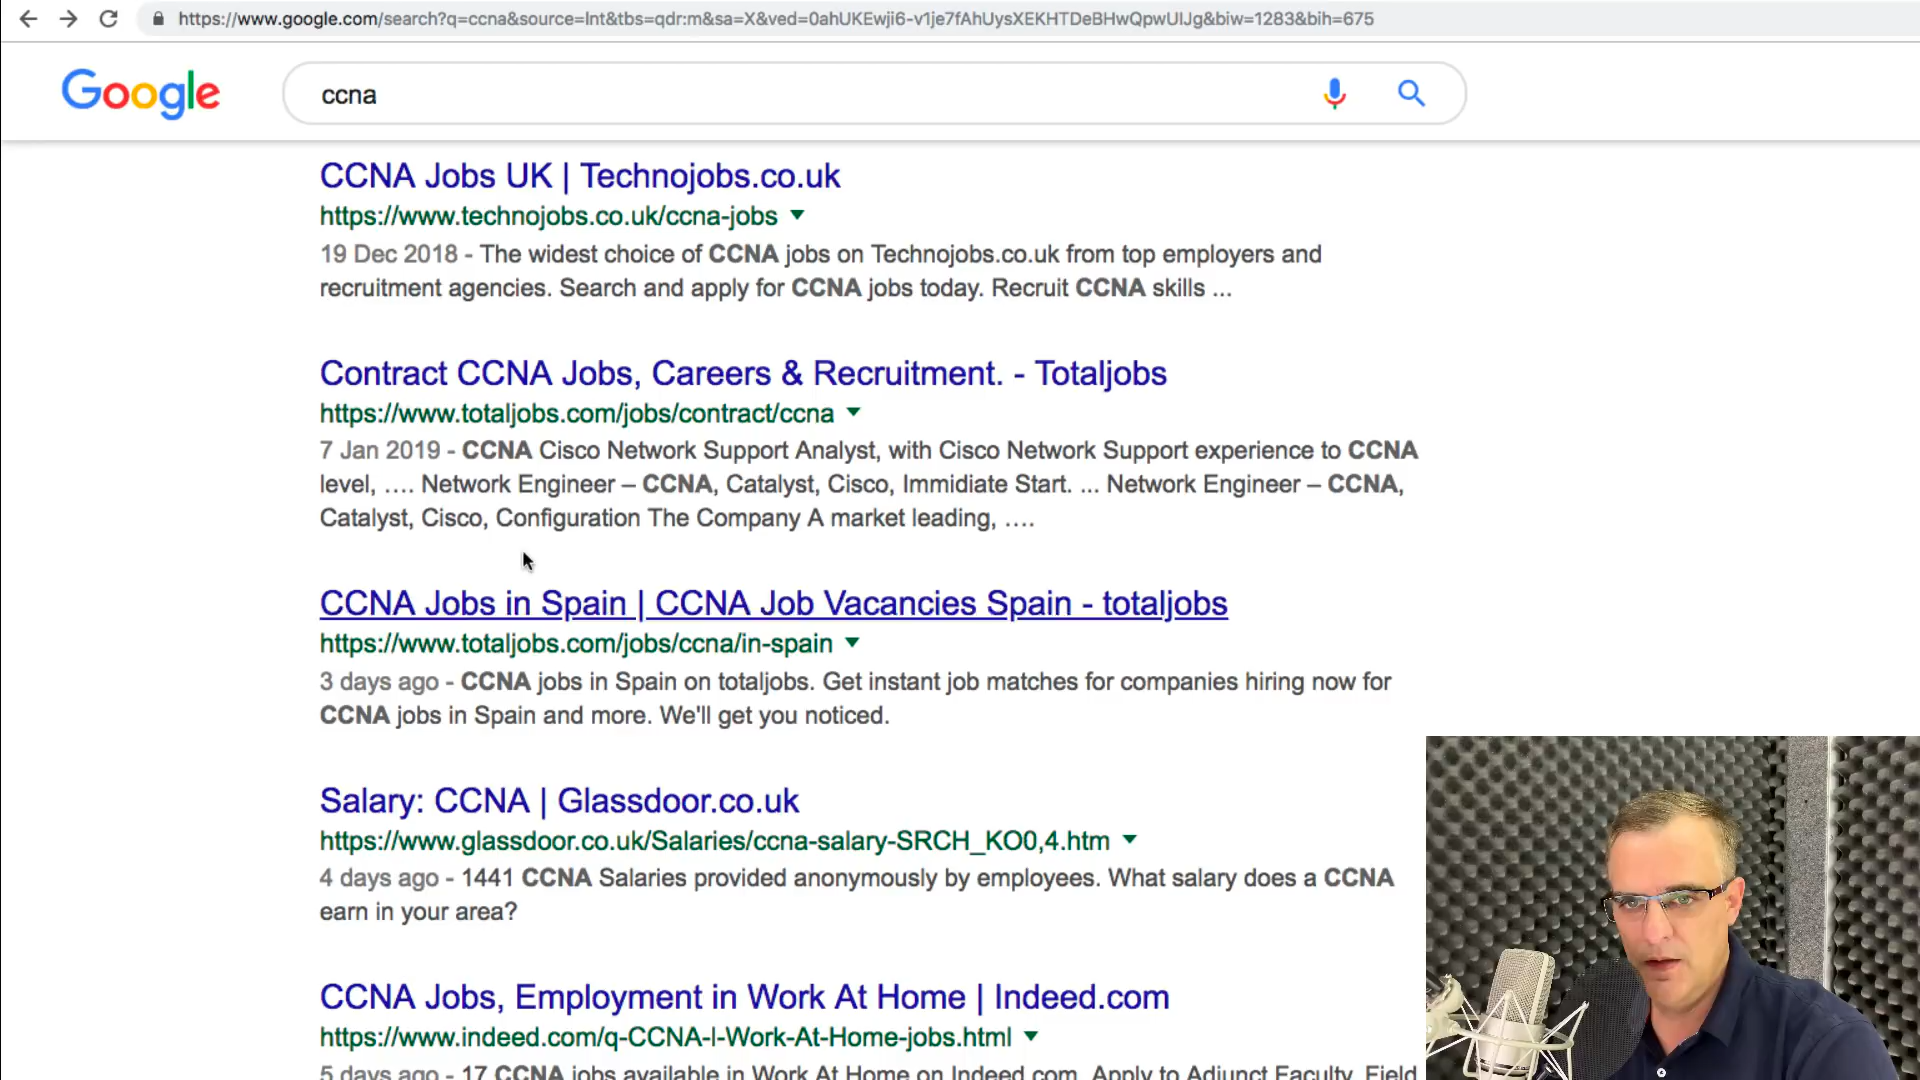 https://www.google.com/search?q=ccna&source=lnt&tbs=qdr:m&sa=X&ved=0ahUKEwji6-v1je7fAhUysXEKHTDeBHwQpwUIJg&biw=1283&bih=675
Google
ccna
CCNA Jobs UK | Technojobs.co.uk
https://www.technojobs.co.uk/ccna-jobs
19 Dec 2018 - The widest choice of CCNA jobs on Technojobs.co.uk from top employers and
recruitment agencies. Search and apply for CCNA jobs today. Recruit CCNA skills ...
Contract CCNA Jobs, Careers & Recruitment. - Totaljobs
https://www.totaljobs.com/jobs/contract/ccna
7 Jan 2019 - CCNA Cisco Network Support Analyst, with Cisco Network Support experience to CCNA
level, .... Network Engineer – CCNA, Catalyst, Cisco, Immidiate Start. ... Network Engineer – CCNA,
Catalyst, Cisco, Configuration The Company A market leading, ....
CCNA Jobs in Spain | CCNA Job Vacancies Spain - totaljobs
https://www.totaljobs.com/jobs/ccna/in-spain
3 days ago - CCNA jobs in Spain on totaljobs. Get instant job matches for companies hiring now for
CCNA jobs in Spain and more. We'll get you noticed.
Salary: CCNA | Glassdoor.co.uk
https://www.glassdoor.co.uk/Salaries/ccna-salary-SRCH_KO0,4.htm
4 days ago - 1441 CCNA Salaries provided anonymously by employees. What salary does a CCNA
earn in your area?
CCNA Jobs, Employment in Work At Home | Indeed.com
https://www.indeed.com/q-CCNA-l-Work-At-Home-jobs.html
5 days ago - 17 CCNA jobs available in Work At Home on Indeed.com. Apply to Adjunct Faculty, Field